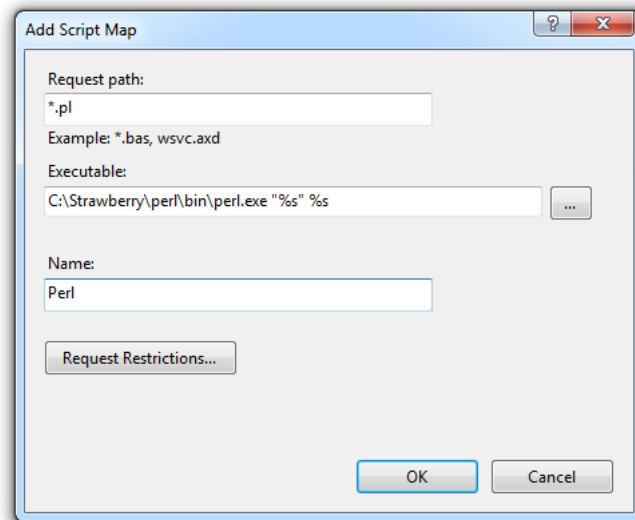 Add Script Map
?
Request path:
*.pl
Example: *.bas, wsvc.axd
Executable:
C:\Strawberry\perl\bin\perl.exe "%s" %s
...
Name:
Perl
Request Restrictions...
OK
Cancel